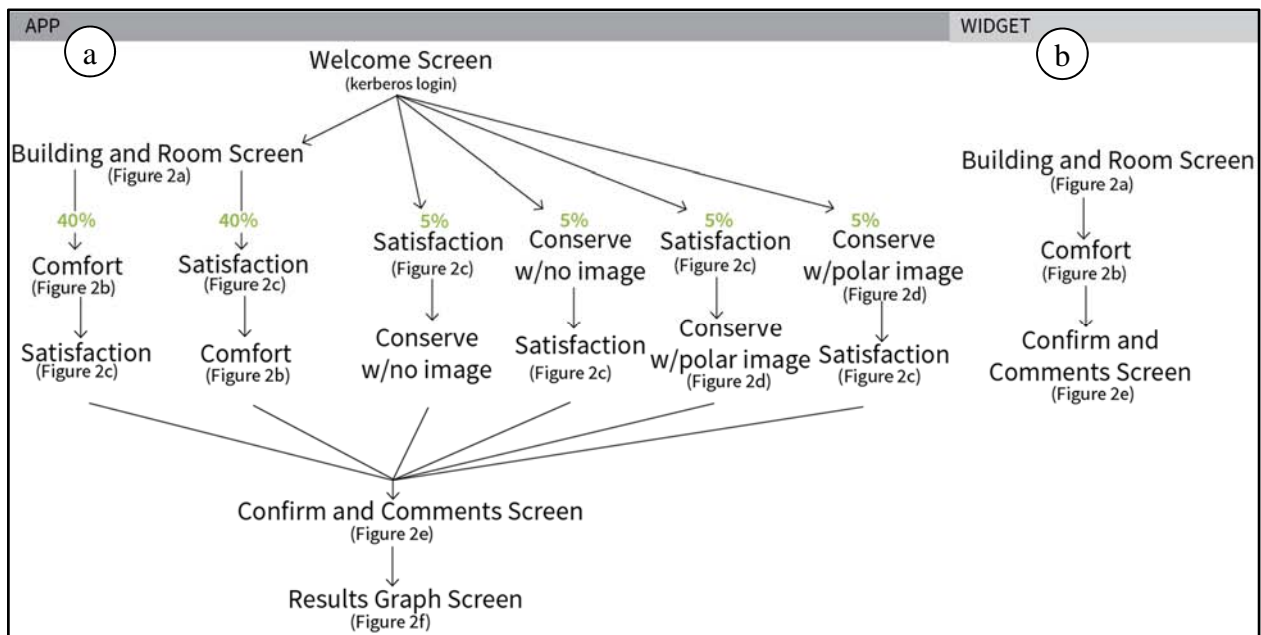 APP
WIDGET
a
b
Welcome Screen
(kerberos login)
Building and Room Screen
(Figure 2a)
40%
Comfort
(Figure 2b)
Satisfaction
(Figure 2c)
40%
Satisfaction
(Figure 2c)
Comfort
(Figure 2b)
5%
Satisfaction
(Figure 2c)
Conserve
w/no image
5%
Conserve
w/no image
Satisfaction
(Figure 2c)
5%
Satisfaction
(Figure 2c)
Conserve
w/polar image
(Figure 2d)
5%
Conserve
w/polar image
(Figure 2d)
Satisfaction
(Figure 2c)
Confirm and Comments Screen
(Figure 2e)
Results Graph Screen
(Figure 2f)
Building and Room Screen
(Figure 2a)
Comfort
(Figure 2b)
Confirm and
Comments Screen
(Figure 2e)